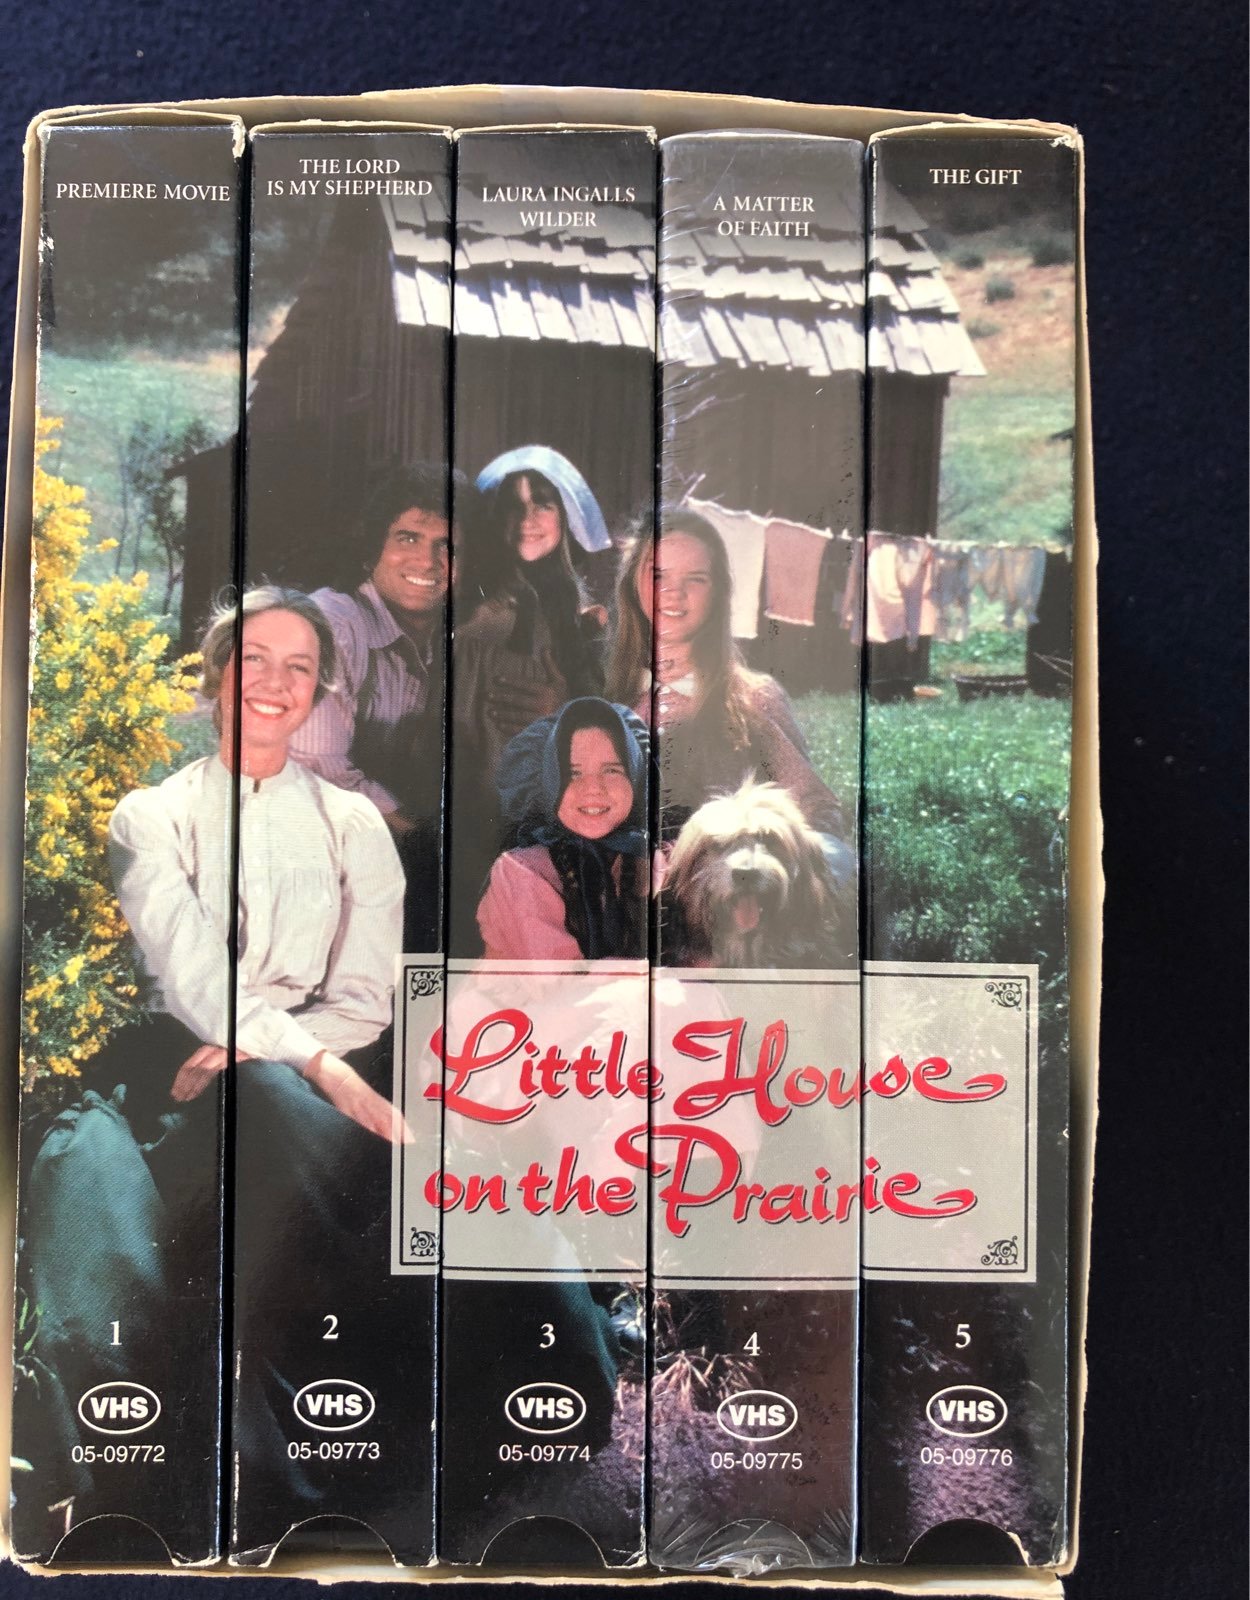 PREMIERE MOVIE
THE LORD
IS MY SHEPHERD
LAURA INGALLS
WILDER
A MATTER
OF FAITH
THE GIFT
Little House
on the Prairie
1
2
3
4
5
VHS
VHS
VHS
VHS
VHS
05-09772
05-09773
05-09774
05-09775
05-09776